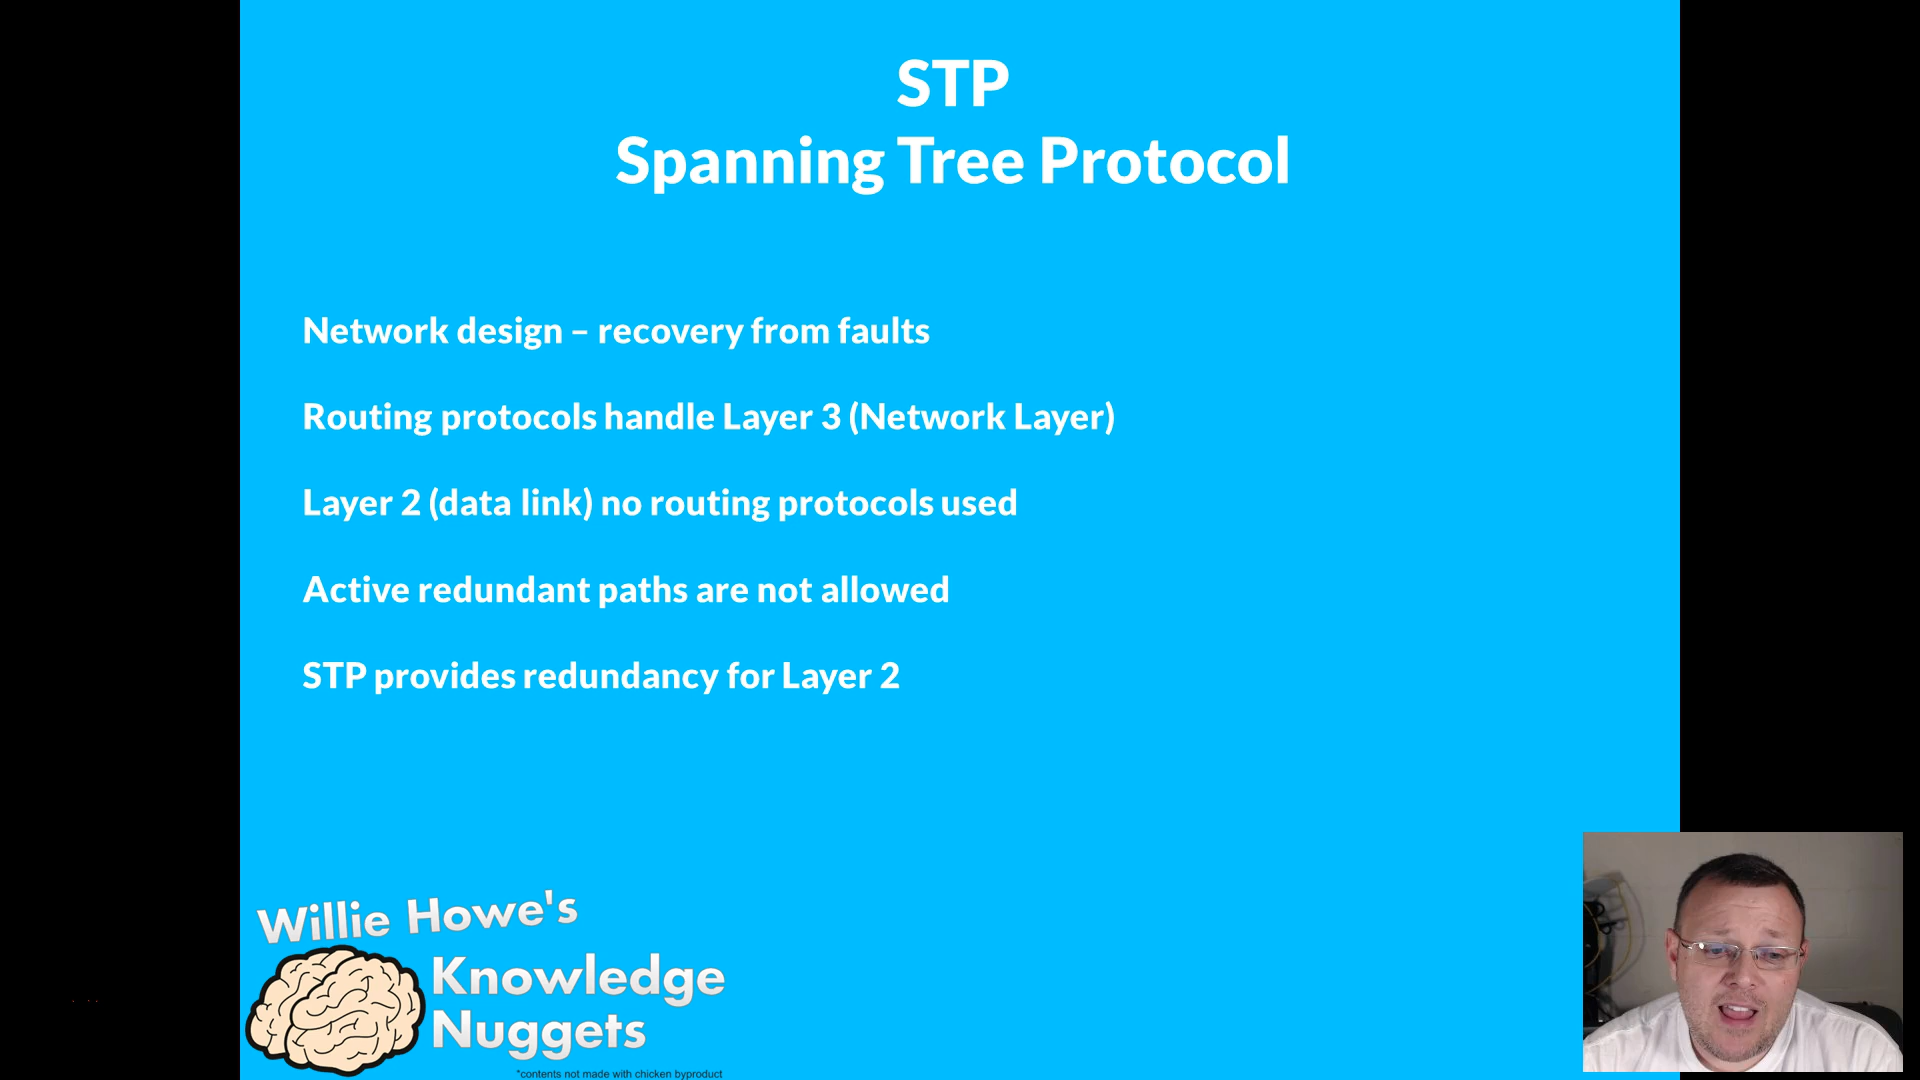 STP
Spanning Tree Protocol
Network design – recovery from faults
Routing protocols handle Layer 3 (Network Layer)
Layer 2 (data link) no routing protocols used
Active redundant paths are not allowed
STP provides redundancy for Layer 2
Willie Howe's
Knowledge
Nuggets
*contents not made with chicken byproduct